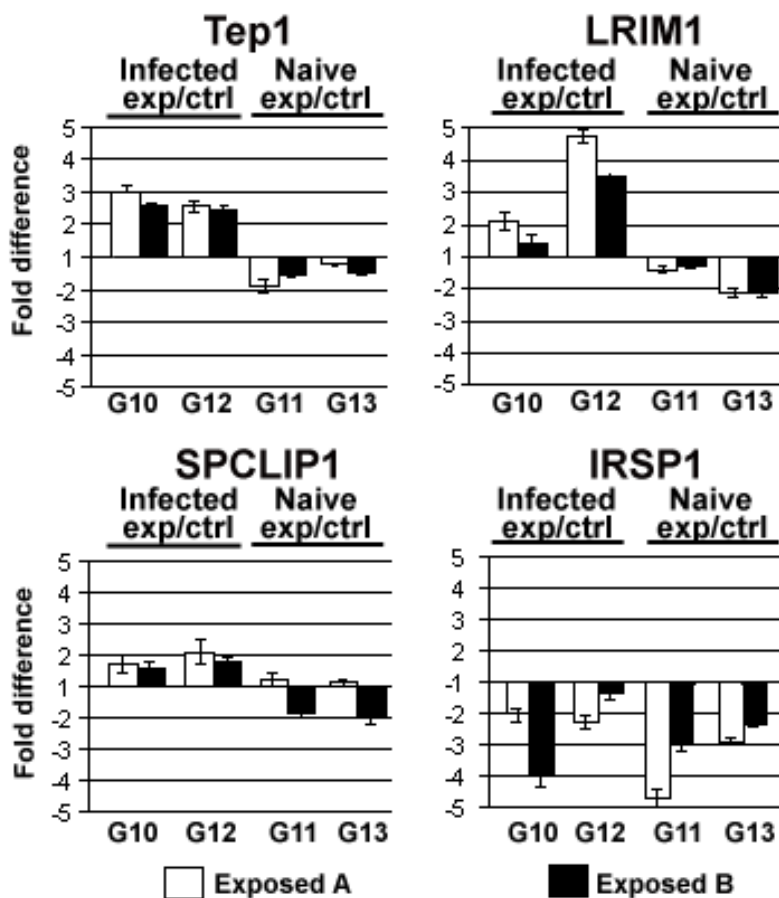 Tep1
Infected Naive
exp/ctrl exp/ctrl
Fold difference
5
4
3
2
1
-2
-3
-4
-5
G10 G12 G11 G13
LRIM1
Infected Naive
exp/ctrl exp/ctrl
5
4
3
2
1
-2
-3
-4
-5
G10 G12 G11 G13
SPCLIP1
Infected Naive
exp/ctrl exp/ctrl
Fold difference
5
4
3
2
1
-2
-3
-4
-5
G10 G12 G11 G13
IRSP1
Infected Naive
exp/ctrl exp/ctrl
5
4
3
2
-1
-2
-3
-4
-5
G10 G12 G11 G13
Exposed A Exposed B